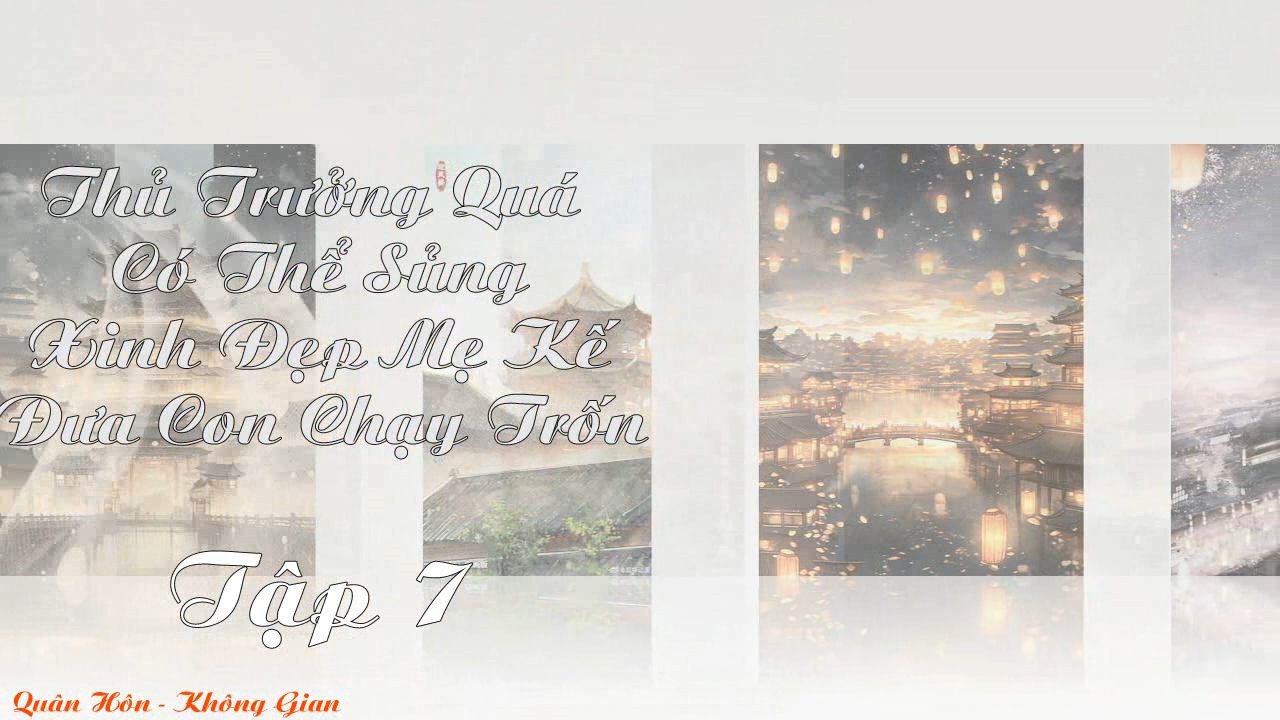 Thủ Trưởng Quá
Có Thể Sủng
Xinh Đẹp Mẹ Kế
Đưa Con Chạy Trốn
Tập 7
Quân Hôn - Không Gian